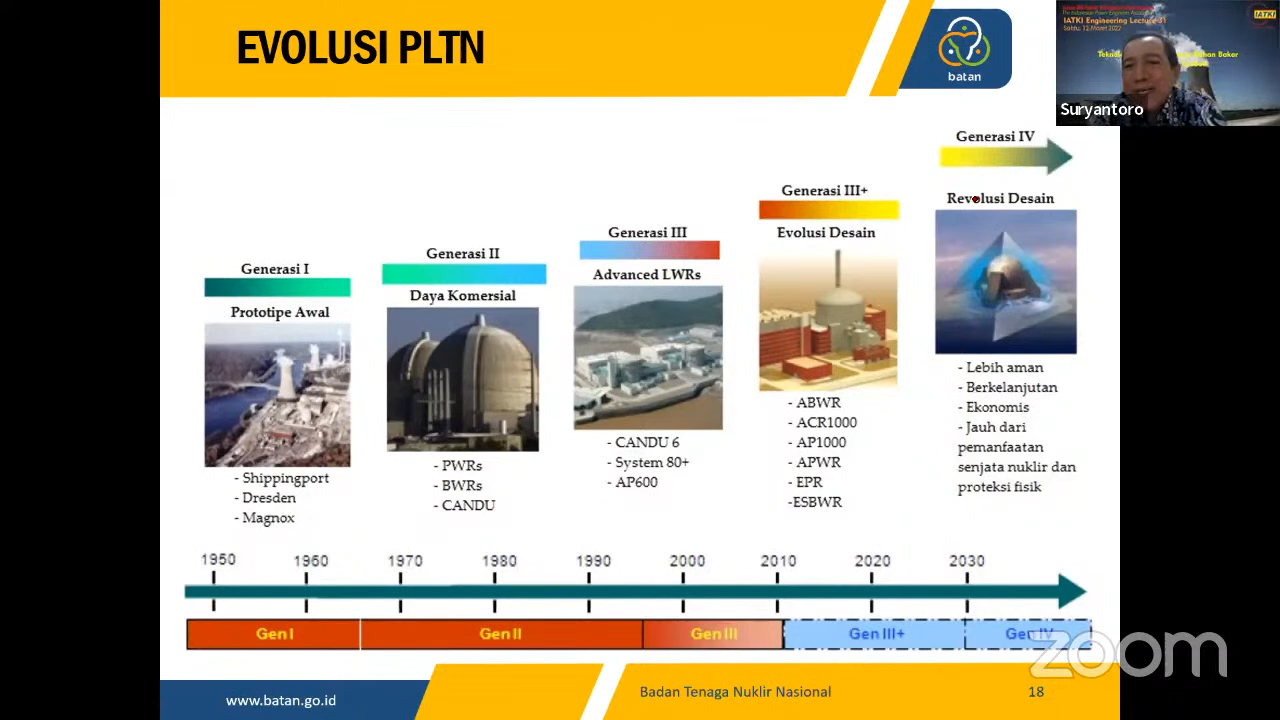 EVOLUSI PLTN
batan
IATKI Engineering Lecture 31
Sabtu, 12 Maret 2022
IATKI
Bahan Bakar
Suryantoro
Generasi I
Prototipe Awal
- Shippingport
- Dresden
- Magnox
Generasi II
Daya Komersial
- PWRs
- BWRs
- CANDU
Generasi III
Advanced LWRs
- CANDU 6
- System 80+
- AP600
Generasi III+
Evolusi Desain
- ABWR
- ACR1000
- AP1000
- APWR
- EPR
-ESBWR
Generasi IV
Revolusi Desain
- Lebih aman
- Berkelanjutan
- Ekonomis
- Jauh dari
pemanfaatan
senjata nuklir dan
proteksi fisik
1950 1960 1970 1980 1990 2000 2010 2020 2030
Gen I Gen II Gen III Gen III+ Gen IV
zoom
www.batan.go.id
Badan Tenaga Nuklir Nasional
18